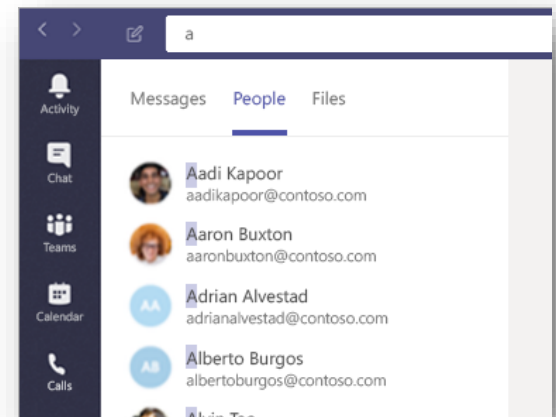 a
Activity
Chat
Teams
Calendar
Calls
Messages People Files
Aadi Kapoor
aadikapoor@contoso.com
Aaron Buxton
aaronbuxton@contoso.com
AA
Adrian Alvestad
adrianalvestad@contoso.com
AB
Alberto Burgos
albertoburgos@contoso.com